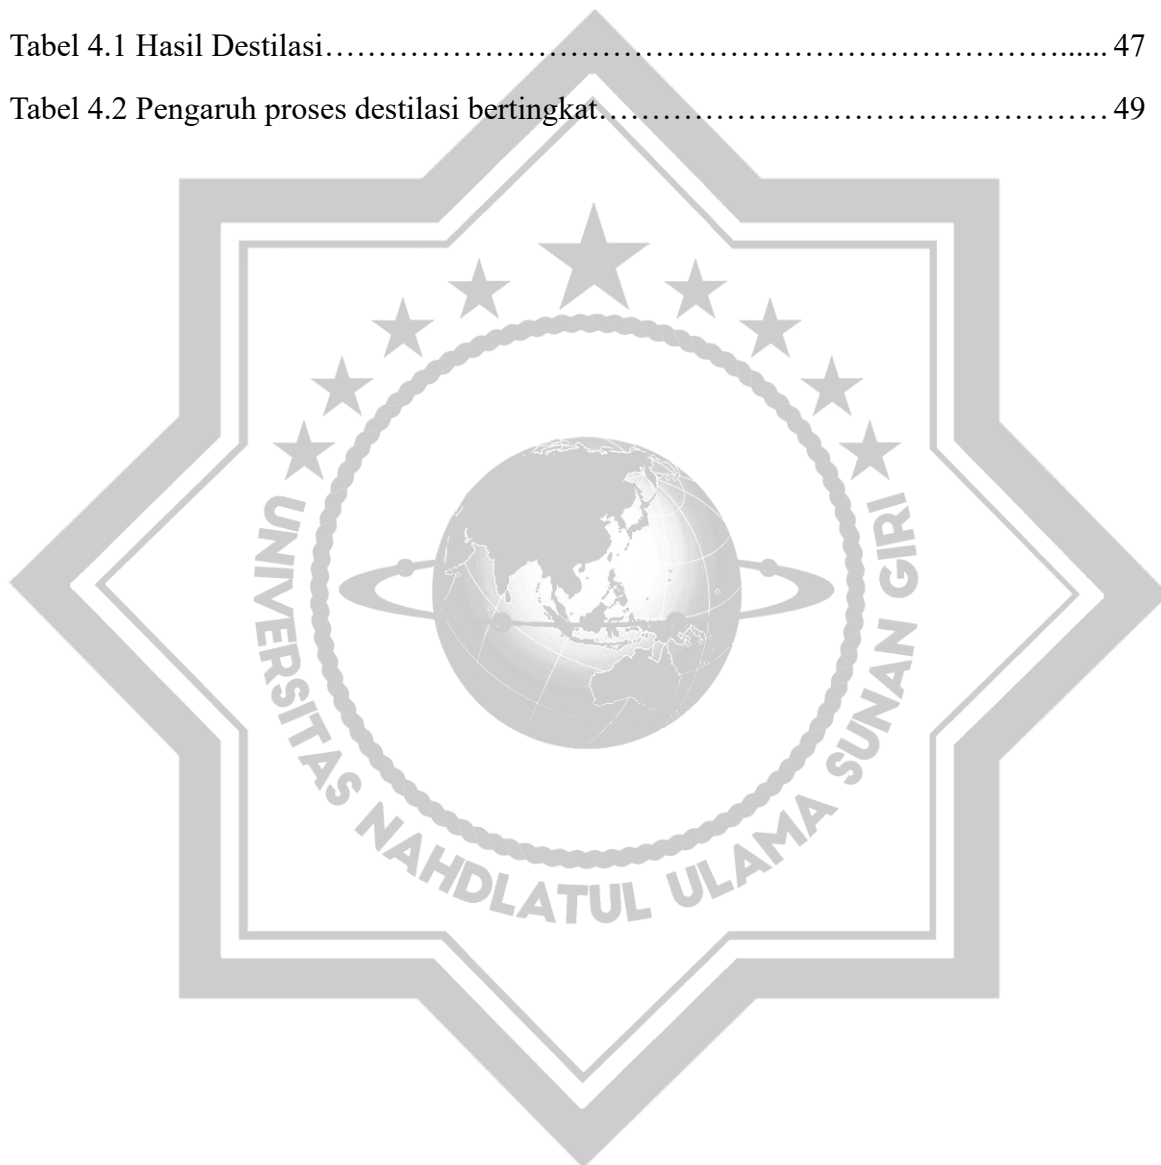 Tabel 4.1 Hasil Destilasi……………………………………………………………...... 47
Tabel 4.2 Pengaruh proses destilasi bertingkat………………………………………… 49
UNIVERSITAS NAHDLATUL ULAMA SUNAN GIRI